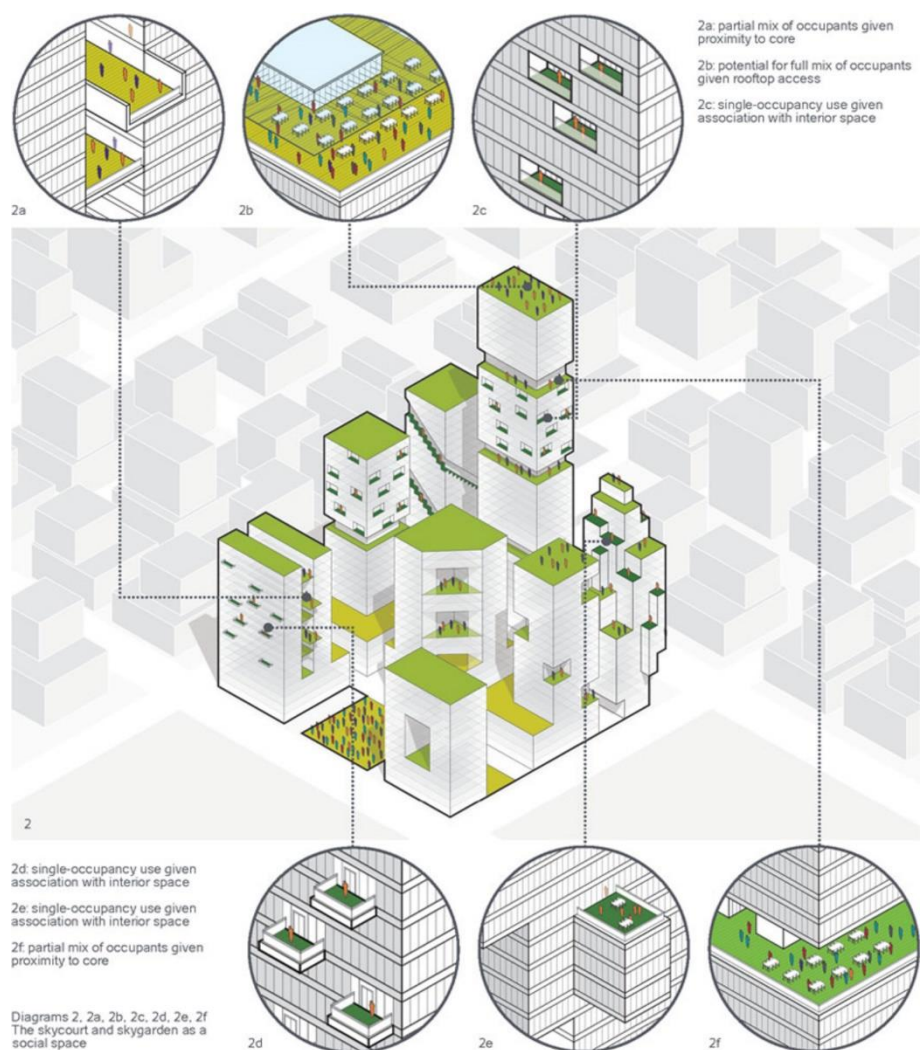 2a: partial mix of occupants given
proximity to core
2b: potential for full mix of occupants
given rooftop access
2c: single-occupancy use given
association with interior space
2a
2b
2c
2
2d: single-occupancy use given
association with interior space
2e: single-occupancy use given
association with interior space
2f: partial mix of occupants given
proximity to core
Diagrams 2, 2a, 2b, 2c, 2d, 2e, 2f
The skycourt and skygarden as a
social space
2d
2e
2f